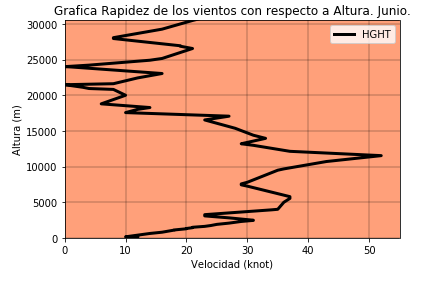 Grafica Rapidez de los vientos con respecto a Altura. Junio.
HGHT
30000
25000
20000
15000
10000
5000
0
Altura (m)
0 10 20 30 40 50
Velocidad (knot)